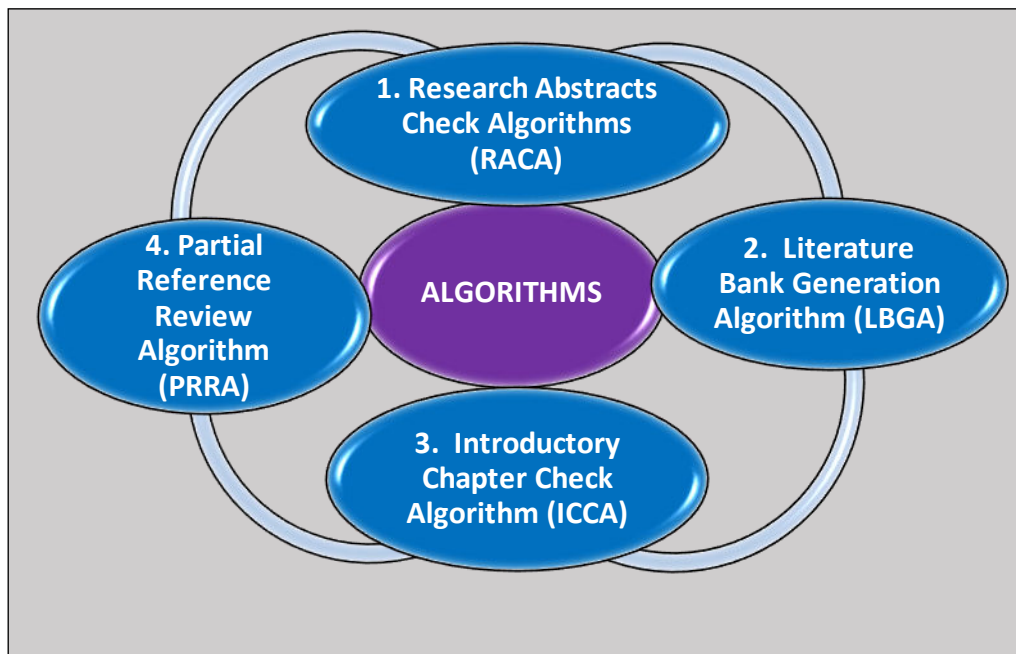 1. Research Abstracts
Check Algorithms
(RACA)
2.  Literature
Bank Generation
Algorithm (LBGA)
ALGORITHMS
3.  Introductory
Chapter Check
Algorithm (ICCA)
4. Partial
Reference
Review
Algorithm
(PRRA)